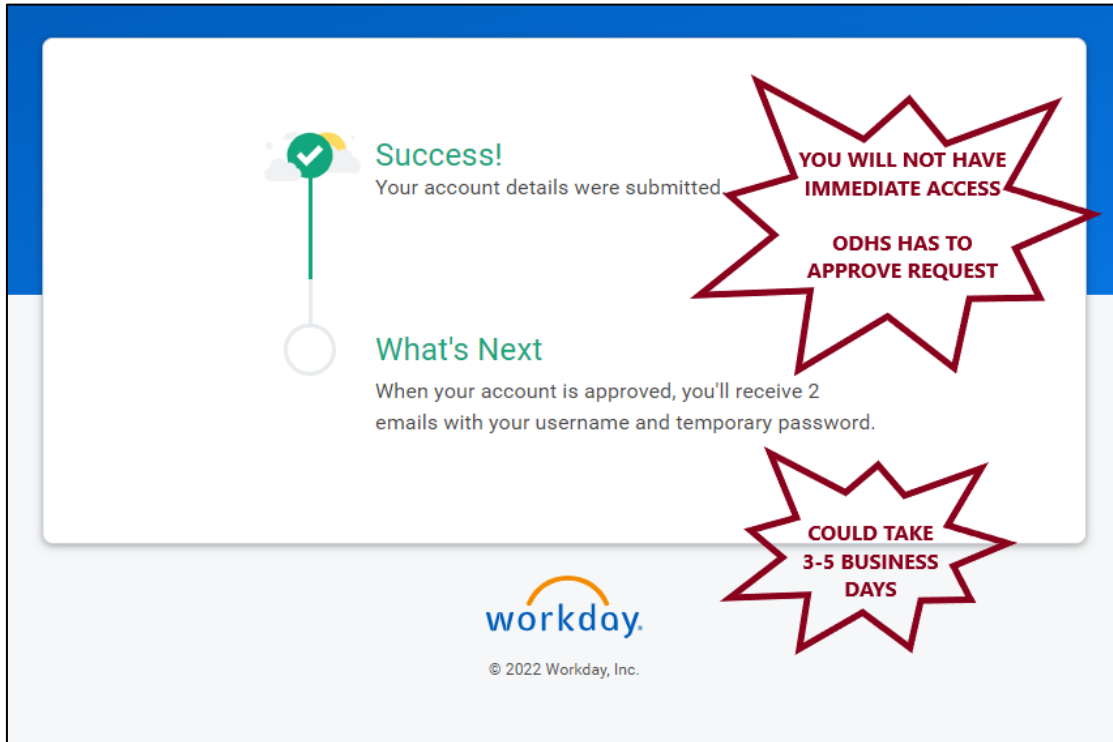 Success!
Your account details were submitted.
YOU WILL NOT HAVE
IMMEDIATE ACCESS
ODHS HAS TO
APPROVE REQUEST
What's Next
When your account is approved, you'll receive 2
emails with your username and temporary password.
COULD TAKE
3-5 BUSINESS
DAYS
workday.
© 2022 Workday, Inc.